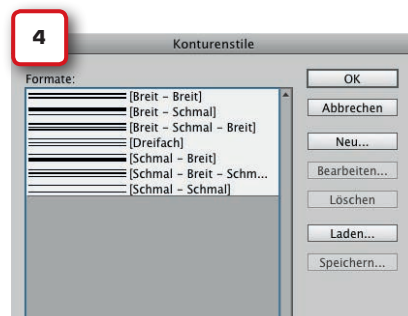 4
Konturenstile
Formate:
[Breit - Breit]
[Breit - Schmal]
[Breit - Schmal - Breit]
[Dreifach]
[Schmal - Breit]
[Schmal - Breit - Schm...
[Schmal - Schmal]
OK
Abbrechen
Neu...
Bearbeiten...
Löschen
Laden...
Speichern...